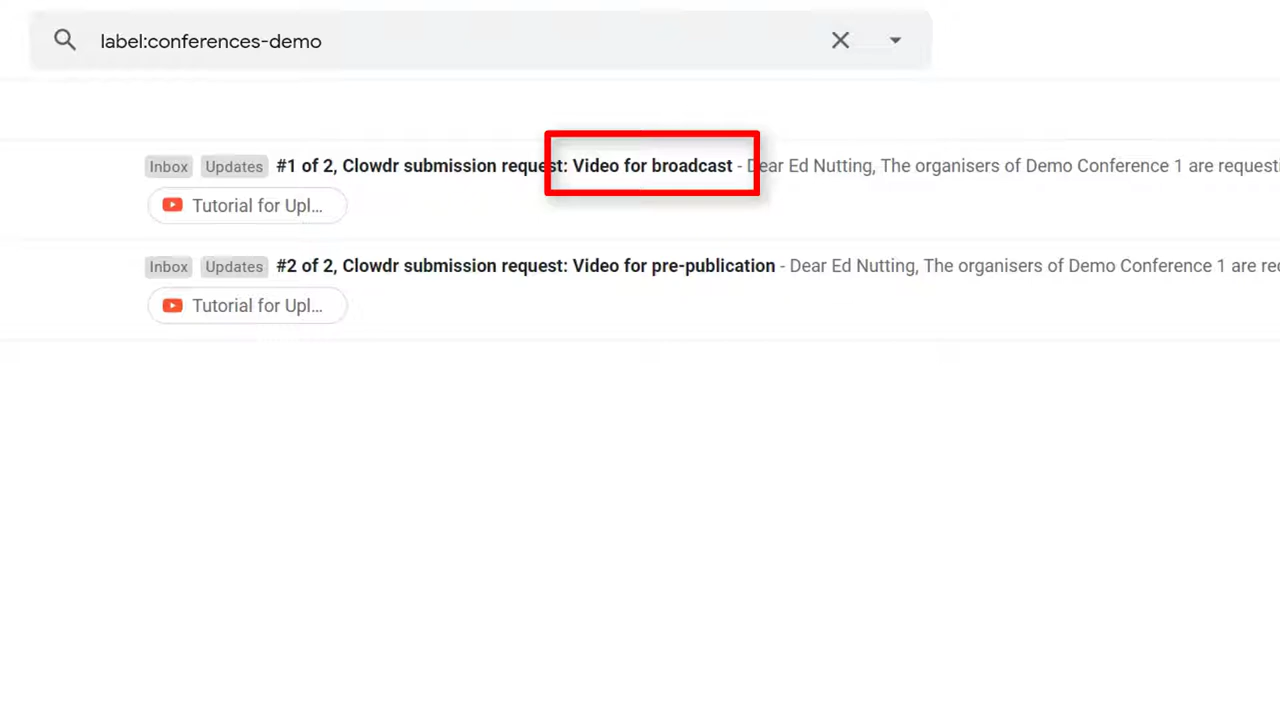 label:conferences-demo
Inbox Updates #1 of 2, Clowdr submission request: Video for broadcast - Dear Ed Nutting, The organisers of Demo Conference 1 are requesti
Tutorial for Upl...
Inbox Updates #2 of 2, Clowdr submission request: Video for pre-publication - Dear Ed Nutting, The organisers of Demo Conference 1 are rec
Tutorial for Upl...